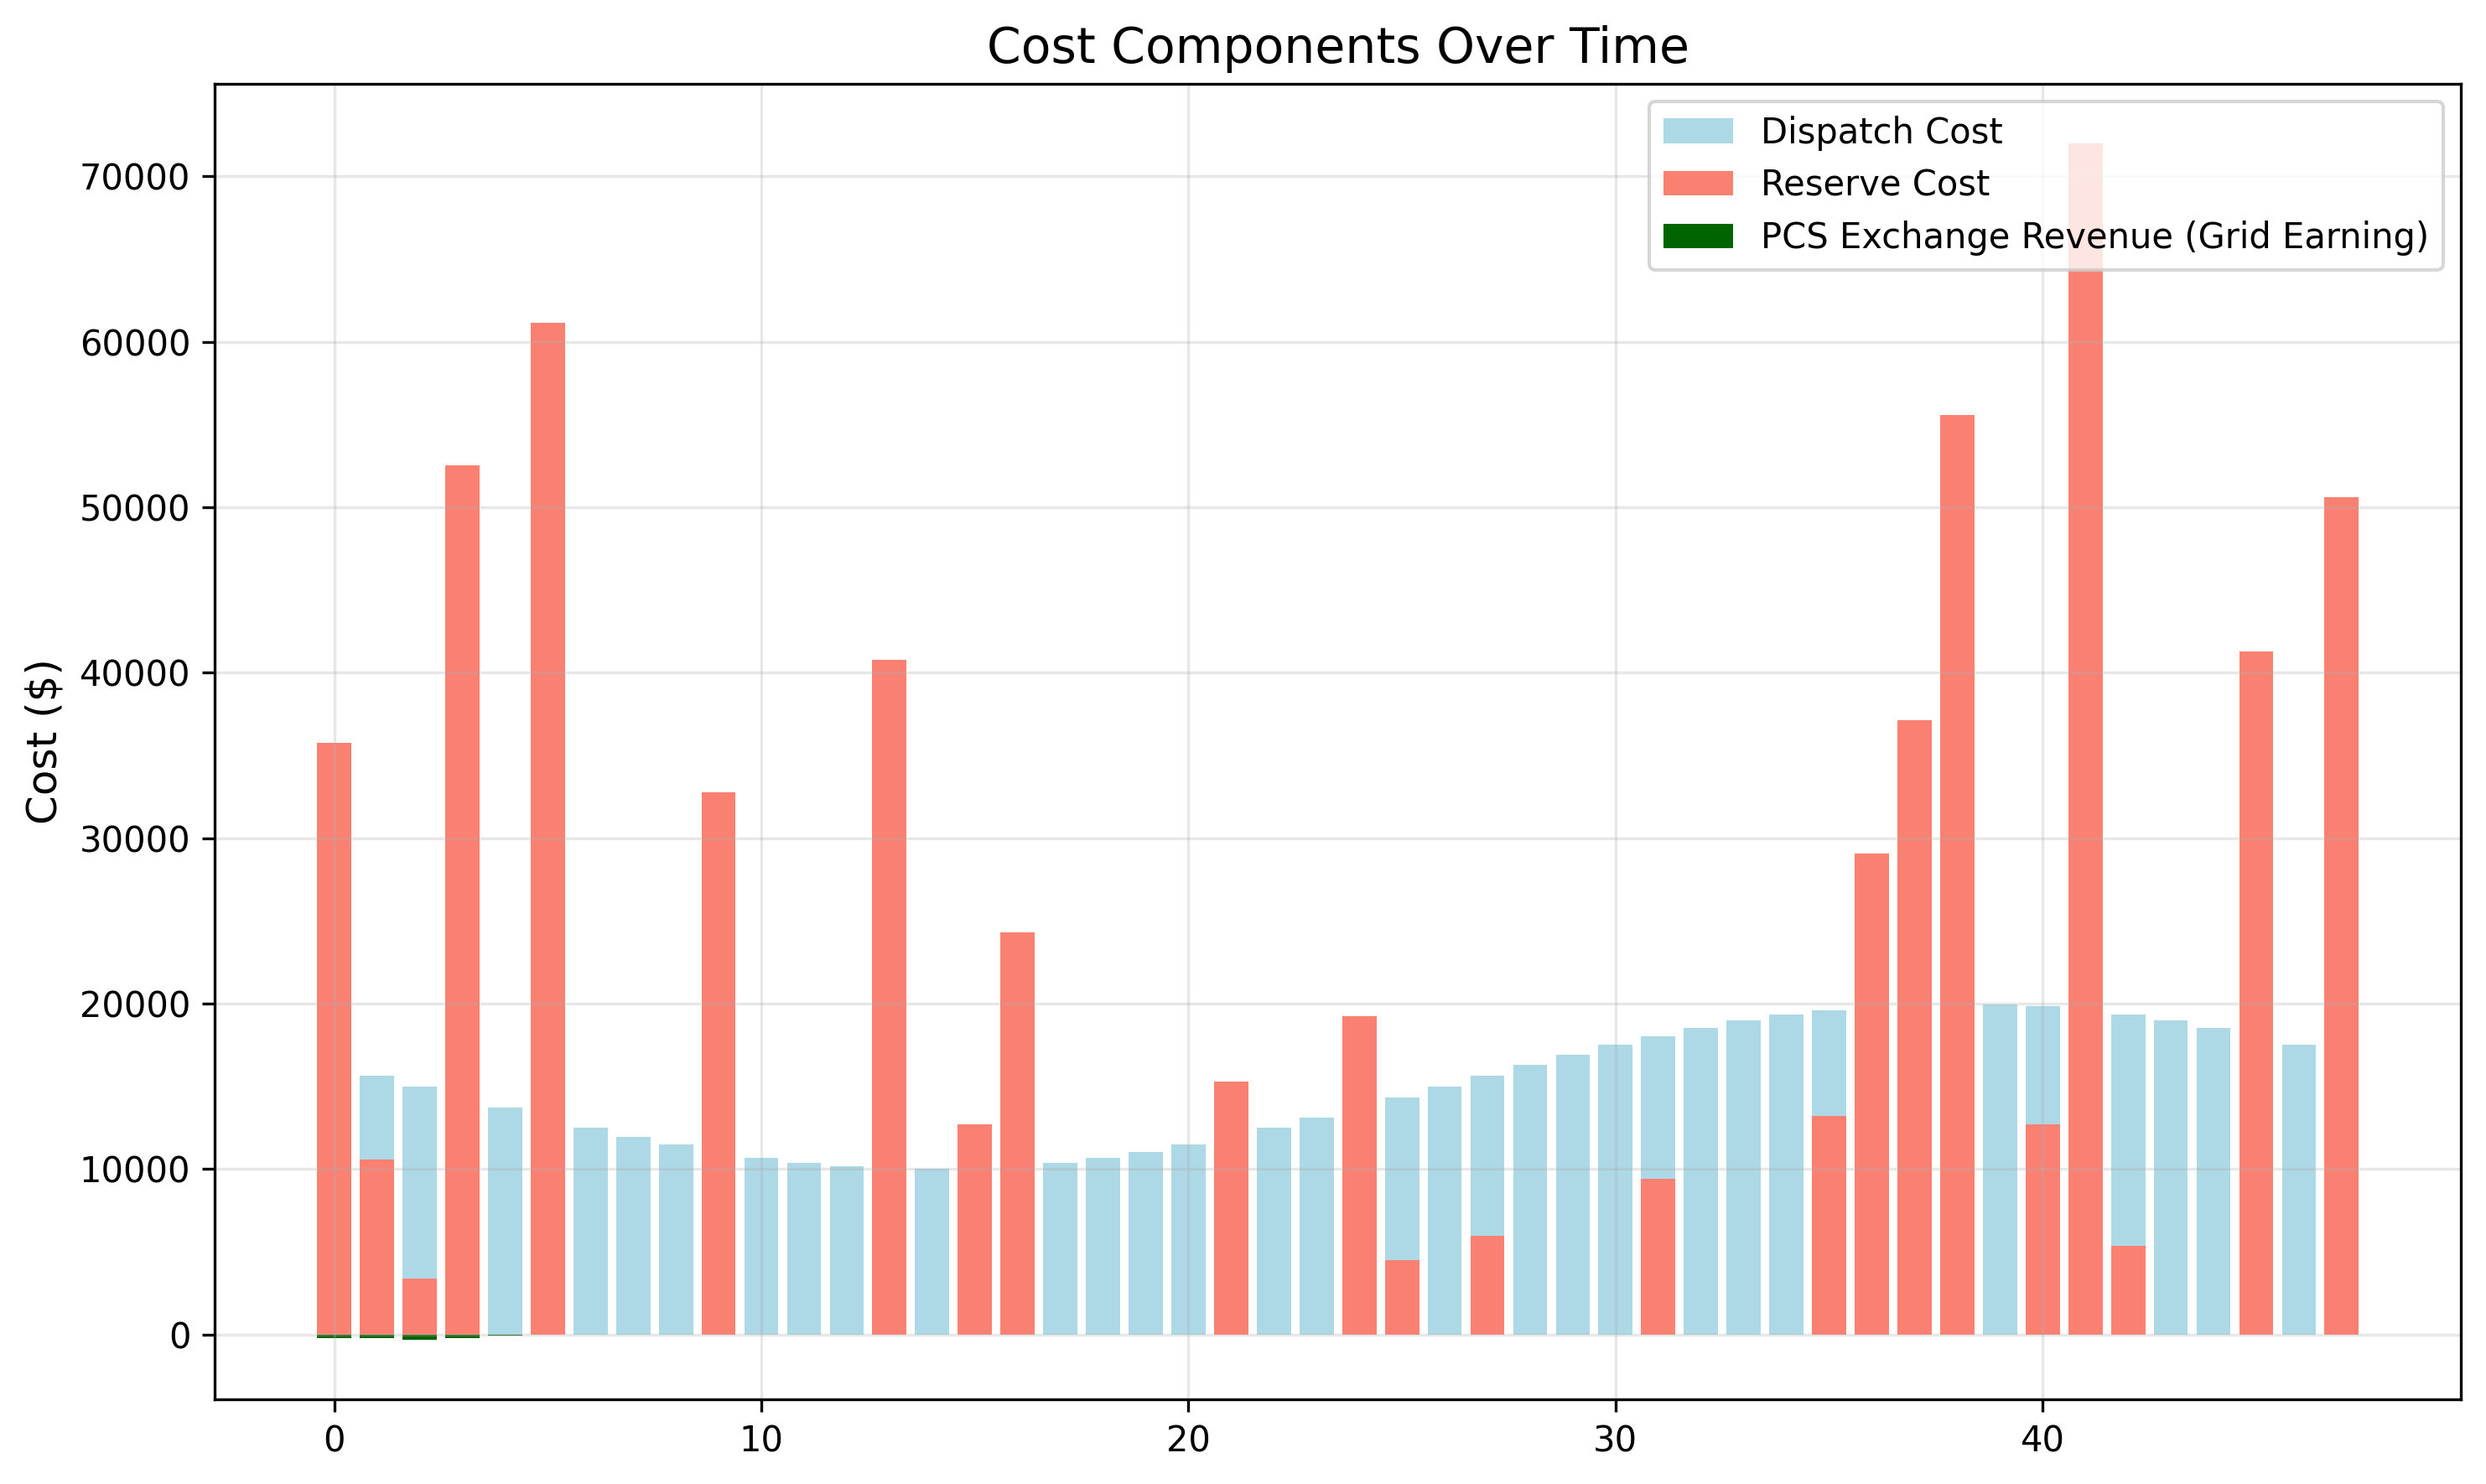 Cost Components Over Time
Dispatch Cost
Reserve Cost
PCS Exchange Revenue (Grid Earning)
Cost ($)
70000
60000
50000
40000
30000
20000
10000
0
0 10 20 30 40